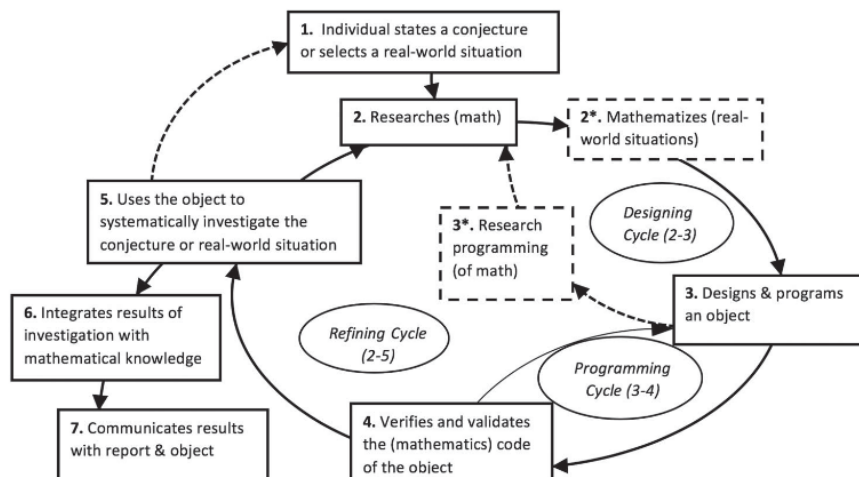 1. Individual states a conjecture
or selects a real-world situation
2. Researches (math)
2*. Mathematizes (real-
world situations)
5. Uses the object to
systematically investigate the
conjecture or real-world situation
3*. Research
programming
(of math)
Designing
Cycle (2-3)
3. Designs & programs
an object
6. Integrates results of
investigation with
mathematical knowledge
Refining Cycle
(2-5)
Programming
Cycle (3-4)
4. Verifies and validates
the (mathematics) code
of the object
7. Communicates results
with report & object